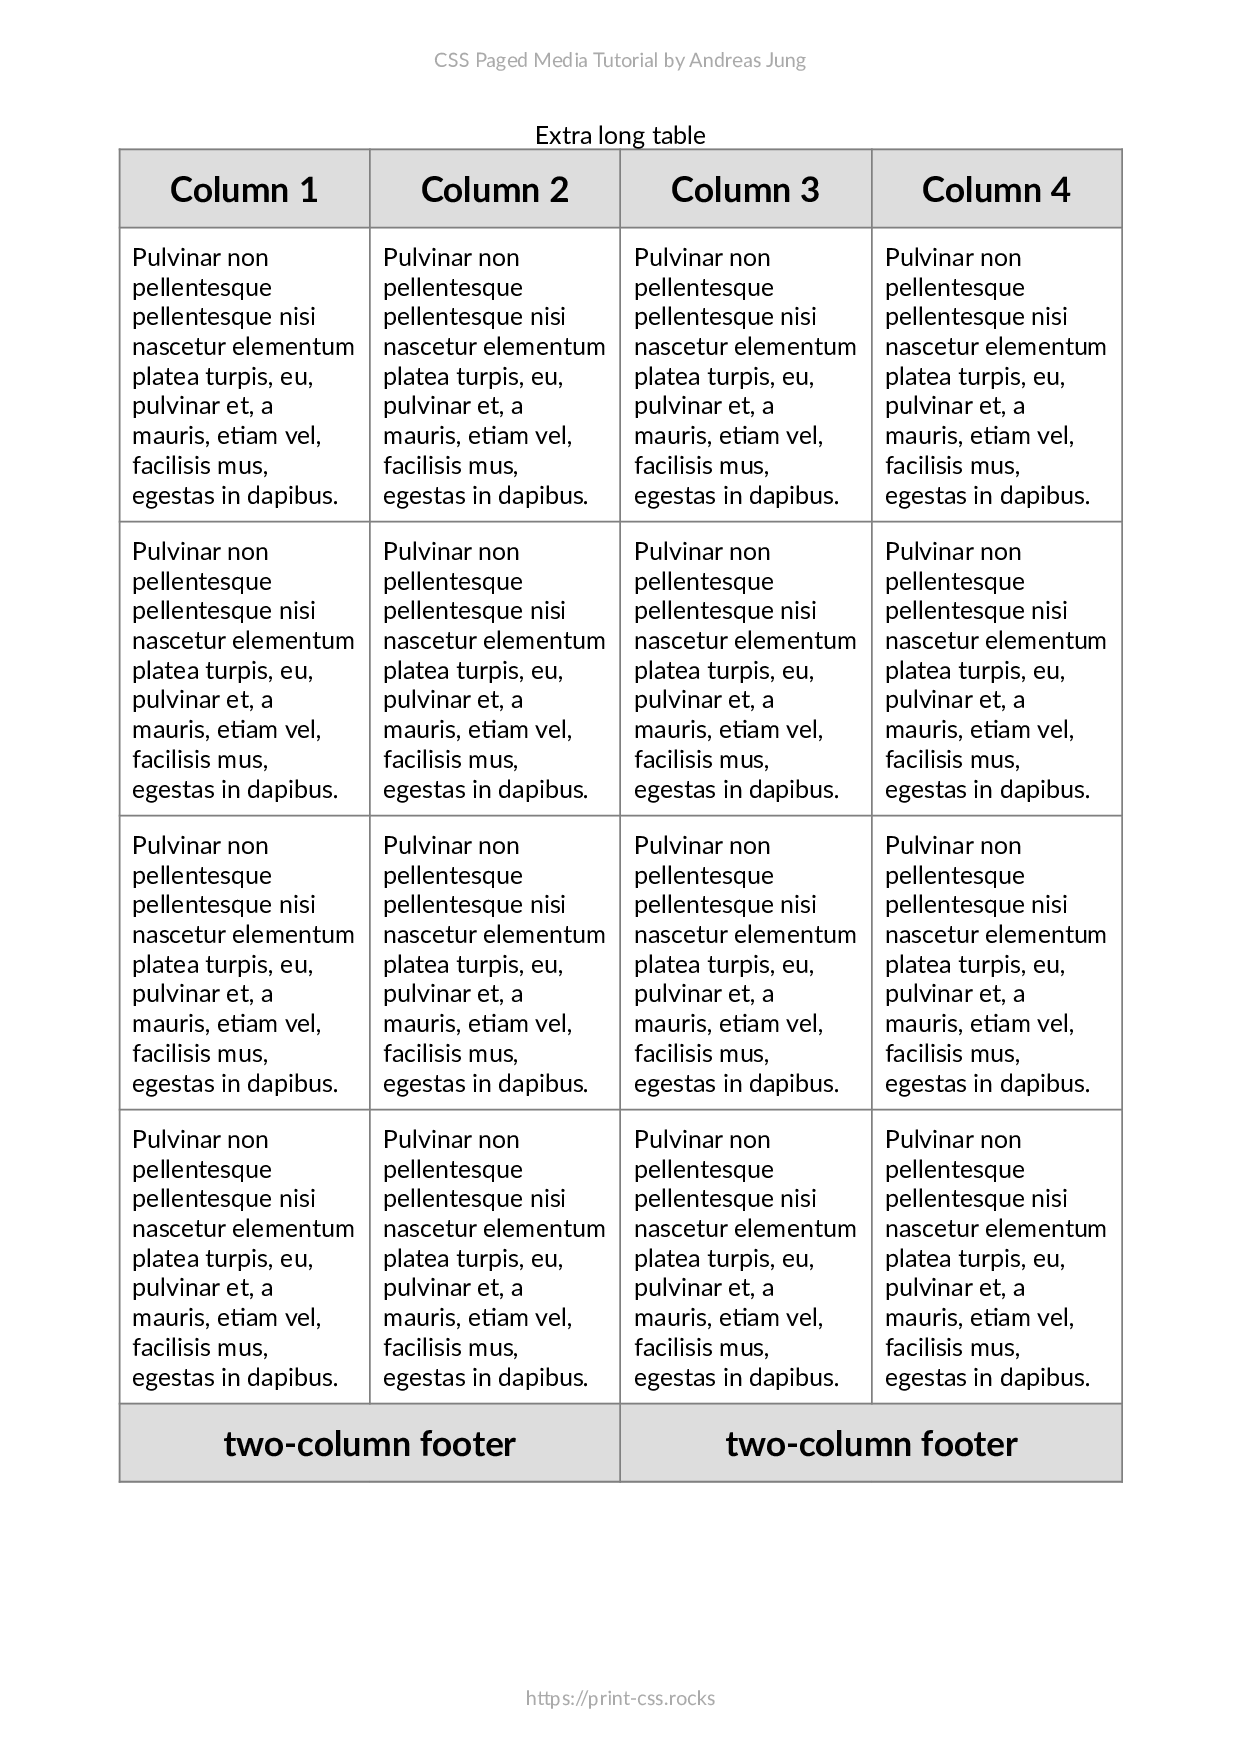 CSS Paged Media Tutorial by Andreas Jung
Extra long table
Column 1 Column 2 Column 3 Column 4
Pulvinar non Pulvinar non Pulvinar non Pulvinar non
pellentesque pellentesque pellentesque pellentesque
pellentesque nisi pellentesque nisi pellentesque nisi pellentesque nisi
nascetur elementum nascetur elementum nascetur elementum nascetur elementum
platea turpis, eu, platea turpis, eu, platea turpis, eu, platea turpis, eu,
pulvinar et, a pulvinar et, a pulvinar et, a pulvinar et, a
mauris, etiam vel, mauris, etiam vel, mauris, etiam vel, mauris, etiam vel,
facilisis mus, facilisis mus, facilisis mus, facilisis mus,
egestas in dapibus. egestas in dapibus. egestas in dapibus. egestas in dapibus.
Pulvinar non Pulvinar non Pulvinar non Pulvinar non
pellentesque pellentesque pellentesque pellentesque
pellentesque nisi pellentesque nisi pellentesque nisi pellentesque nisi
nascetur elementum nascetur elementum nascetur elementum nascetur elementum
platea turpis, eu, platea turpis, eu, platea turpis, eu, platea turpis, eu,
pulvinar et, a pulvinar et, a pulvinar et, a pulvinar et, a
mauris, etiam vel, mauris, etiam vel, mauris, etiam vel, mauris, etiam vel,
facilisis mus, facilisis mus, facilisis mus, facilisis mus,
egestas in dapibus. egestas in dapibus. egestas in dapibus. egestas in dapibus.
Pulvinar non Pulvinar non Pulvinar non Pulvinar non
pellentesque pellentesque pellentesque pellentesque
pellentesque nisi pellentesque nisi pellentesque nisi pellentesque nisi
nascetur elementum nascetur elementum nascetur elementum nascetur elementum
platea turpis, eu, platea turpis, eu, platea turpis, eu, platea turpis, eu,
pulvinar et, a pulvinar et, a pulvinar et, a pulvinar et, a
mauris, etiam vel, mauris, etiam vel, mauris, etiam vel, mauris, etiam vel,
facilisis mus, facilisis mus, facilisis mus, facilisis mus,
egestas in dapibus. egestas in dapibus. egestas in dapibus. egestas in dapibus.
Pulvinar non Pulvinar non Pulvinar non Pulvinar non
pellentesque pellentesque pellentesque pellentesque
pellentesque nisi pellentesque nisi pellentesque nisi pellentesque nisi
nascetur elementum nascetur elementum nascetur elementum nascetur elementum
platea turpis, eu, platea turpis, eu, platea turpis, eu, platea turpis, eu,
pulvinar et, a pulvinar et, a pulvinar et, a pulvinar et, a
mauris, etiam vel, mauris, etiam vel, mauris, etiam vel, mauris, etiam vel,
facilisis mus, facilisis mus, facilisis mus, facilisis mus,
egestas in dapibus. egestas in dapibus. egestas in dapibus. egestas in dapibus.
two-column footer two-column footer
https://print-css.rocks